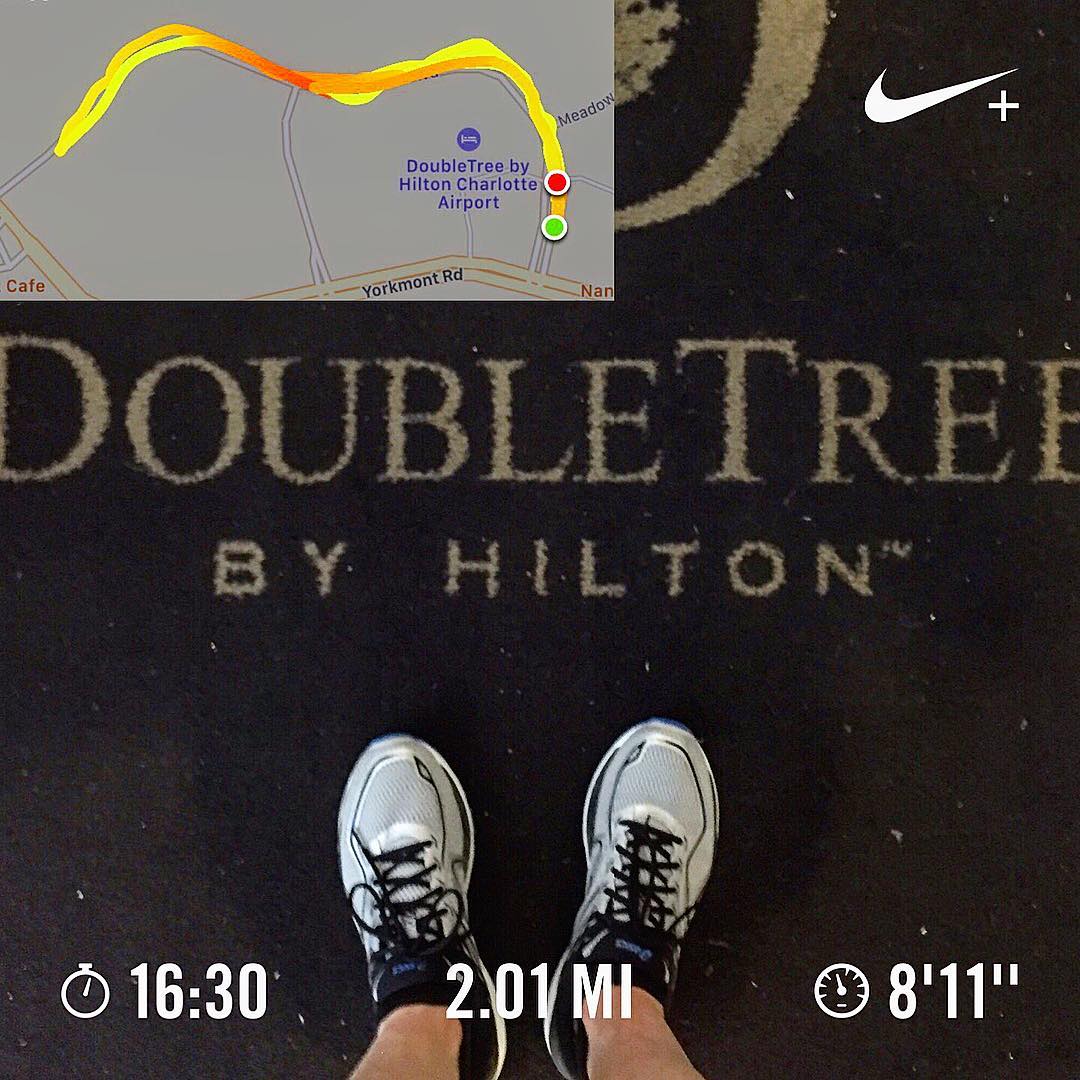 Meadow
DoubleTree by
Hilton Charlotte
Airport
Yorkmont Rd
Cafe
Nan
DOUBLETREE
BY HILTON™
16:30
2.01 MI
8'11"